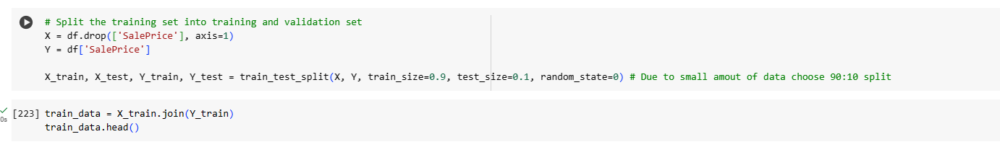 # Split the training set into training and validation set
X = df.drop(['SalePrice'], axis=1)
Y = df['SalePrice']
X_train, X_test, Y_train, Y_test = train_test_split(X, Y, train_size=0.9, test_size=0.1, random_state=0) # Due to small amout of data choose 90:10 split
[223] train_data = X_train.join(Y_train)
0s train_data.head()